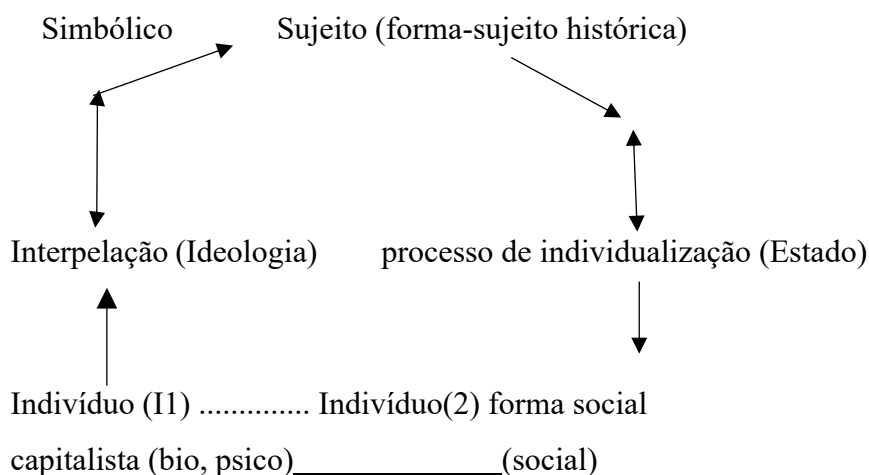 Simbólico Sujeito (forma-sujeito histórica)
Interpelação (Ideologia) processo de individualização (Estado)
Indivíduo (I1) .............. Indivíduo(2) forma social
capitalista (bio, psico)______________(social)